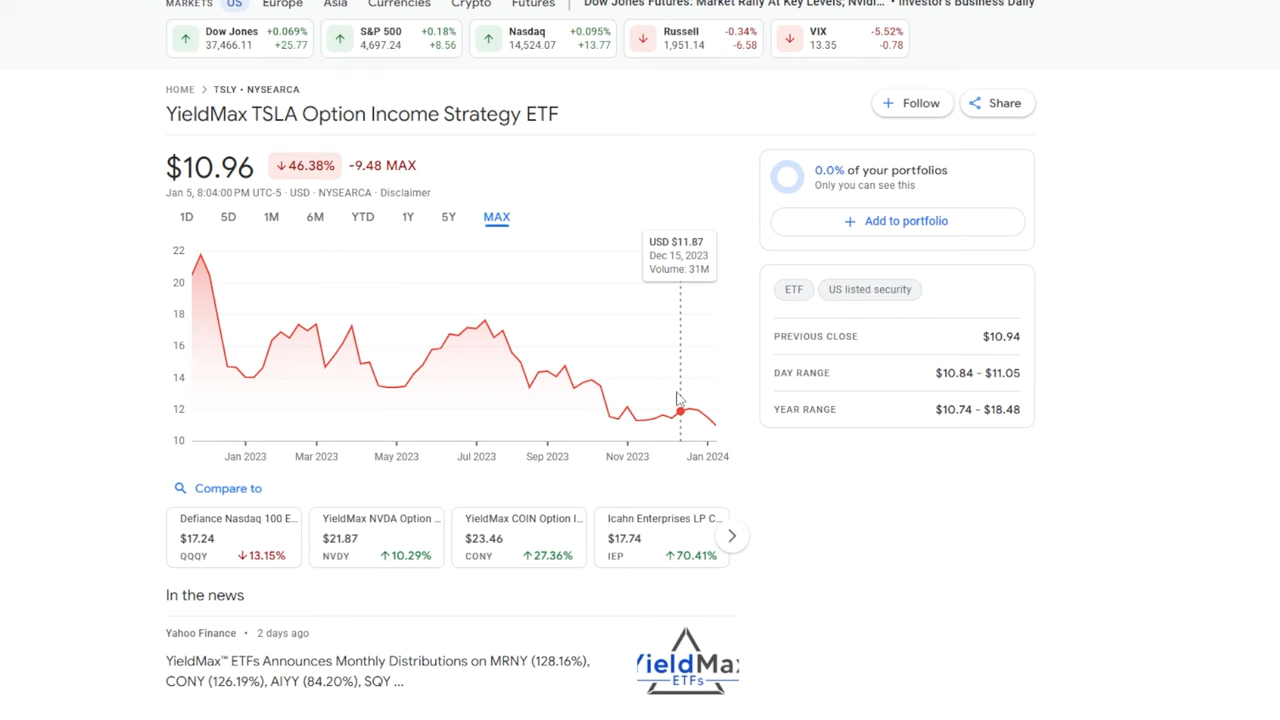 MARKETS US Europe Asia Currencies Crypto Futures Dow Jones Futures: Market Rally At Key Levels; Nvidi... • Investor's Business Daily
Dow Jones +0.069%
37,466.11 +25.77
S&P 500 +0.18%
4,697.24 +8.56
Nasdaq +0.095%
14,524.07 +13.77
Russell -0.34%
1,951.14 -6.58
VIX -5.52%
13.35 -0.78
HOME > TSLY • NYSEARCA
YieldMax TSLA Option Income Strategy ETF
+ Follow
Share
$10.96 ↓46.38% -9.48 MAX
Jan 5, 8:04:00 PM UTC-5 · USD · NYSEARCA · Disclaimer
1D 5D 1M 6M YTD 1Y 5Y MAX
USD $11.87
Dec 15, 2023
Volume: 31M
22
20
18
16
14
12
10
Jan 2023 Mar 2023 May 2023 Jul 2023 Sep 2023 Nov 2023 Jan 2024
0.0% of your portfolios
Only you can see this
+ Add to portfolio
ETF US listed security
PREVIOUS CLOSE $10.94
DAY RANGE $10.84 - $11.05
YEAR RANGE $10.74 - $18.48
Compare to
Defiance Nasdaq 100 E...
$17.24
QQQY ↓13.15%
YieldMax NVDA Option ...
$21.87
NVDY ↑10.29%
YieldMax COIN Option I...
$23.46
CONY ↑27.36%
Icahn Enterprises LP C...
$17.74
IEP ↑70.41%
In the news
Yahoo Finance • 2 days ago
YieldMax™ ETFs Announces Monthly Distributions on MRNY (128.16%),
CONY (126.19%), AIYY (84.20%), SQY ...
YieldMax
ETFs